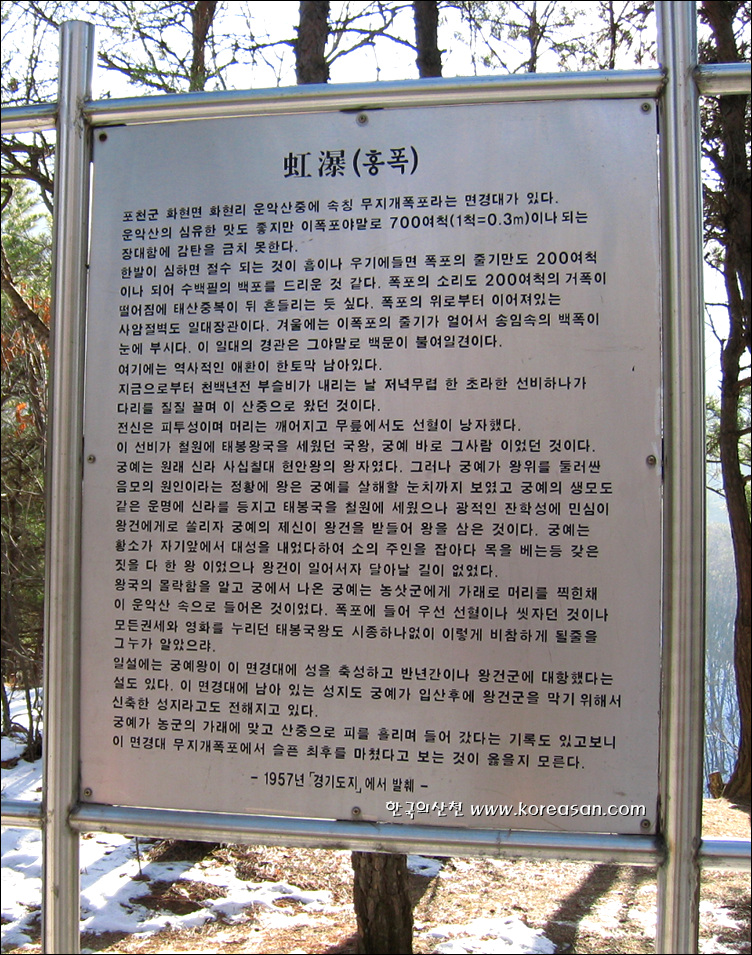 虹瀑(홍폭)
포천군 화현면 화현리 운악산중에 속칭 무지개폭포라는 면경대가 있다.
운악산의 심유한 맛도 좋지만 이폭포야말로 700여척(1척=0.3m)이나 되는
장대함에 감탄을 금치 못한다.
한발이 심하면 절수 되는 것이 흠이나 우기에들면 폭포의 줄기만도 200여척
이나 되어 수백필의 백포를 드리운 것 같다. 폭포의 소리도 200여척의 거폭이
떨어짐에 태산중복이 뒤 흔들리는 듯 싶다. 폭포의 위로부터 이어져있는
사암절벽도 일대장관이다. 겨울에는 이폭포의 줄기가 얼어서 송임속의 백폭이
눈에 부시다. 이 일대의 경관은 그야말로 백문이 불여일견이다.
여기에는 역사적인 애환이 한토막 남아있다.
지금으로부터 천백년전 부슬비가 내리는 날 저녁무렵 한 초라한 선비하나가
다리를 질질 끌며 이 산중으로 왔던 것이다.
전신은 피투성이며 머리는 깨어지고 무릎에서도 선혈이 낭자했다.
이 선비가 철원에 태봉왕국을 세웠던 국왕, 궁예 바로 그사람 이었던 것이다.
궁예는 원래 신라 사십칠대 헌안왕의 왕자였다. 그러나 궁예가 왕위를 둘러싼
음모의 원인이라는 정황에 왕은 궁예를 살해할 눈치까지 보였고 궁예의 생모도
같은 운명에 신라를 등지고 태봉국을 철원에 세웠으나 광적인 잔학성에 민심이
왕건에게로 쏠리자 궁예의 제신이 왕건을 받들어 왕을 삼은 것이다. 궁예는
황소가 자기앞에서 대성을 내었다하여 소의 주인을 잡아다 목을 베는등 갖은
짓을 다 한 왕 이었으나 왕건이 일어서자 달아날 길이 없었다.
왕국의 몰락함을 알고 궁에서 나온 궁예는 농삿군에게 가래로 머리를 찍힌채
이 운악산 속으로 들어온 것이었다. 폭포에 들어 우선 선혈이나 씻자던 것이나
모든권세와 영화를 누리던 태봉국왕도 시종하나없이 이렇게 비참하게 될줄을
그누가 알았으랴.
일설에는 궁예왕이 이 면경대에 성을 축성하고 반년간이나 왕건군에 대항했다는
설도 있다. 이 면경대에 남아 있는 성지도 궁예가 입산후에 왕건군을 막기 위해서
신축한 성지라고도 전해지고 있다.
궁예가 농군의 가래에 맞고 산중으로 피를 흘리며 들어 갔다는 기록도 있고보니
이 면경대 무지개폭포에서 슬픈 최후를 마쳤다고 보는 것이 옳을지 모른다.
- 1957년 「경기도지」에서 발췌 -
한국의산천 www.koreasan.com